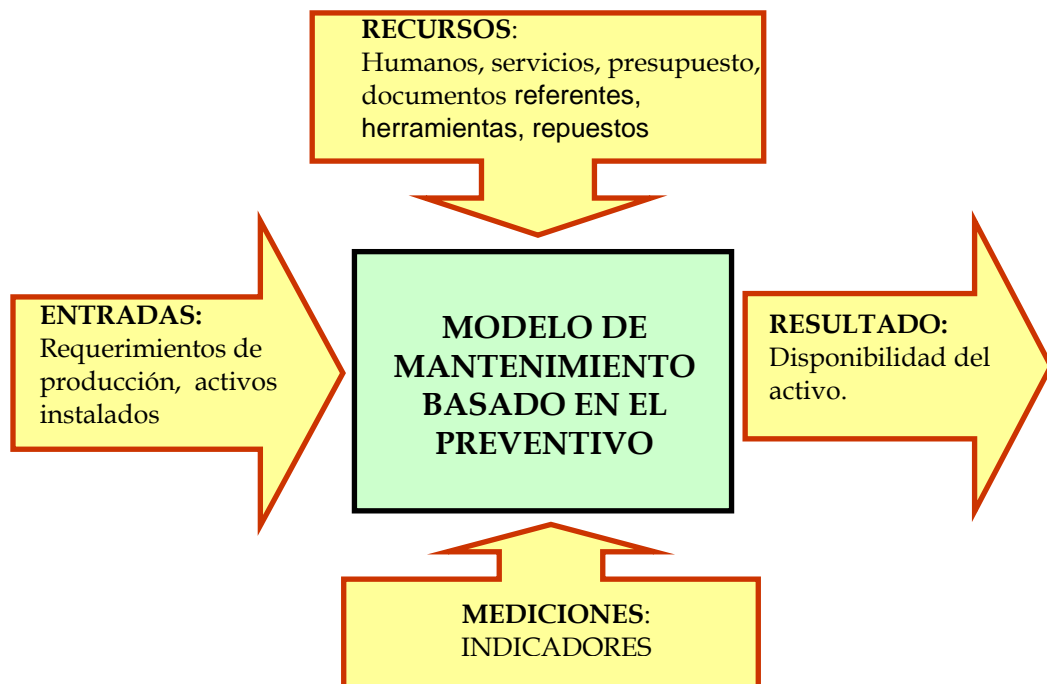 RECURSOS:
Humanos, servicios, presupuesto,
documentos referentes,
herramientas, repuestos
ENTRADAS:
Requerimientos de
producción, activos
instalados
MODELO DE
MANTENIMIENTO
BASADO EN EL
PREVENTIVO
RESULTADO:
Disponibilidad del
activo.
MEDICIONES:
INDICADORES